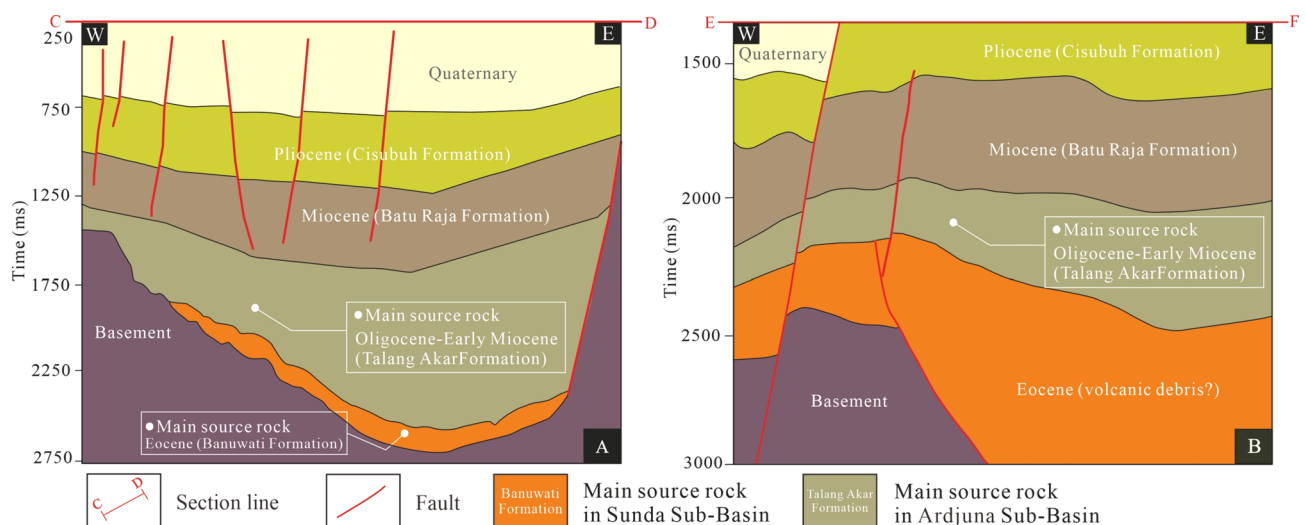 C
D
W
E
250
750
1250
1750
2250
2750
Time (ms)
Quaternary
Pliocene (Cisubuh Formation)
Miocene (Batu Raja Formation)
Main source rock
Oligocene-Early Miocene
(Talang AkarFormation)
Basement
Main source rock
Eocene (Banuwati Formation)
A
E
F
W
E
1500
2000
2500
3000
Time (ms)
Quaternary
Pliocene (Cisubuh Formation)
Miocene (Batu Raja Formation)
Main source rock
Oligocene-Early Miocene
(Talang AkarFormation)
Eocene (volcanic debris?)
Basement
B
C
D
Section line
Fault
Banuwati
Formation
Main source rock
in Sunda Sub-Basin
Talang Akar
Formation
Main source rock
in Ardjuna Sub-Basin